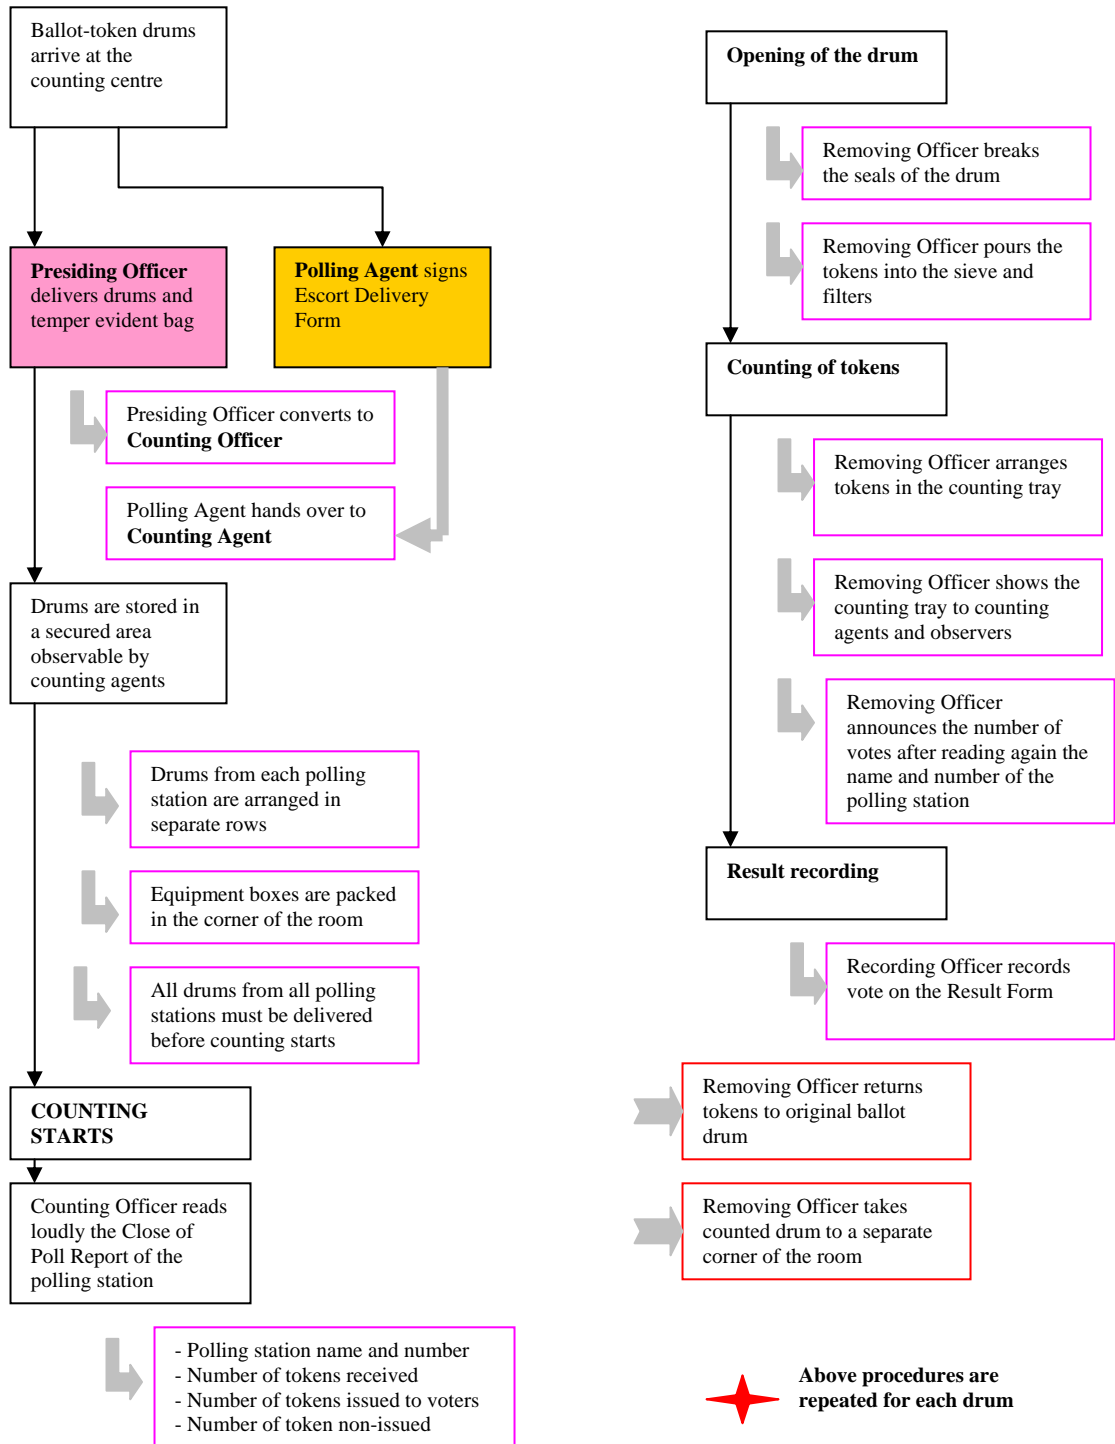 Ballot-token drums
arrive at the
counting centre
Presiding Officer
delivers drums and
temper evident bag
Polling Agent signs
Escort Delivery
Form
Presiding Officer converts to
Counting Officer
Polling Agent hands over to
Counting Agent
Drums are stored in
a secured area
observable by
counting agents
Drums from each polling
station are arranged in
separate rows
Equipment boxes are packed
in the corner of the room
All drums from all polling
stations must be delivered
before counting starts
COUNTING
STARTS
Counting Officer reads
loudly the Close of
Poll Report of the
polling station
- Polling station name and number
- Number of tokens received
- Number of tokens issued to voters
- Number of token non-issued
Opening of the drum
Removing Officer breaks
the seals of the drum
Removing Officer pours the
tokens into the sieve and
filters
Counting of tokens
Removing Officer arranges
tokens in the counting tray
Removing Officer shows the
counting tray to counting
agents and observers
Removing Officer
announces the number of
votes after reading again the
name and number of the
polling station
Result recording
Recording Officer records
vote on the Result Form
Removing Officer returns
tokens to original ballot
drum
Removing Officer takes
counted drum to a separate
corner of the room
Above procedures are
repeated for each drum